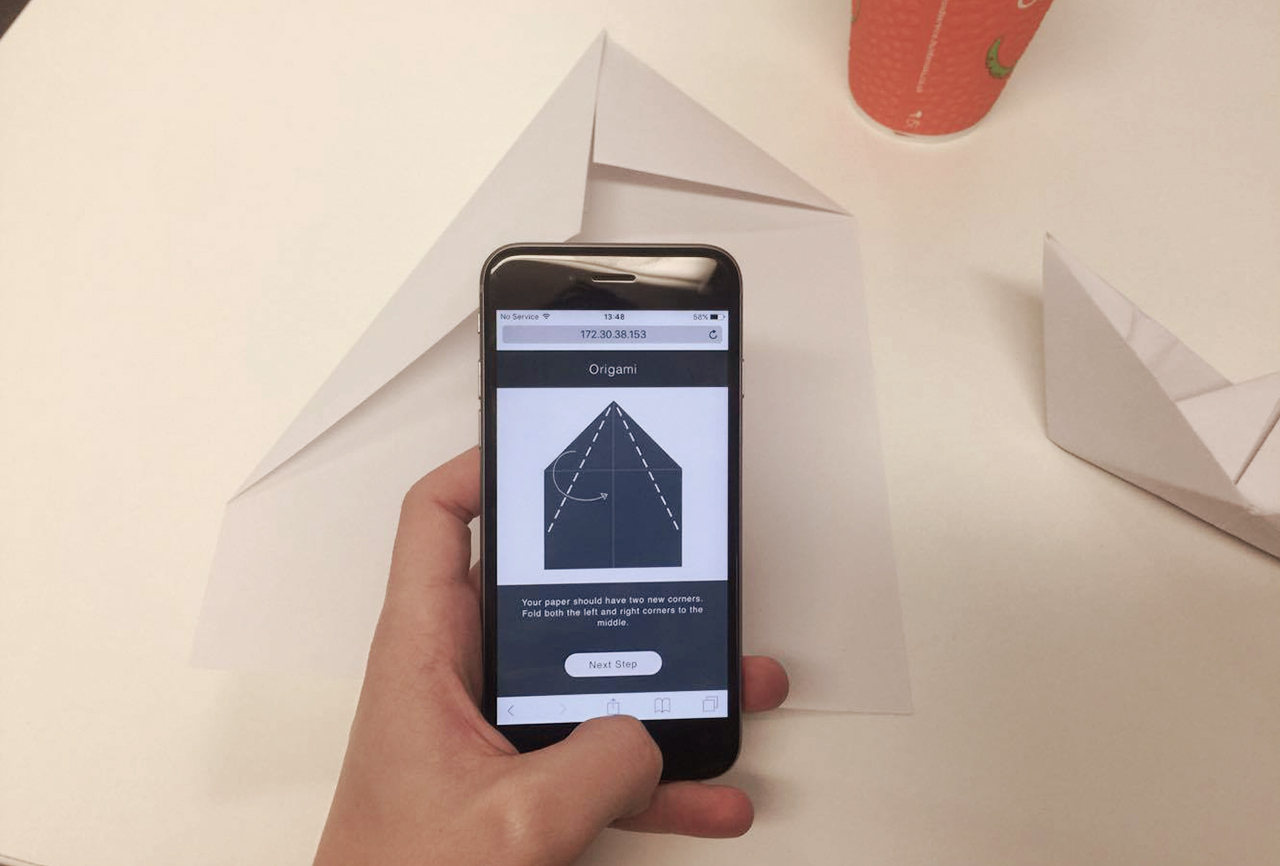 No Service 13:48 58%
172.30.38.153
Origami
Your paper should have two new corners.
Fold both the left and right corners to the
middle.
Next Step